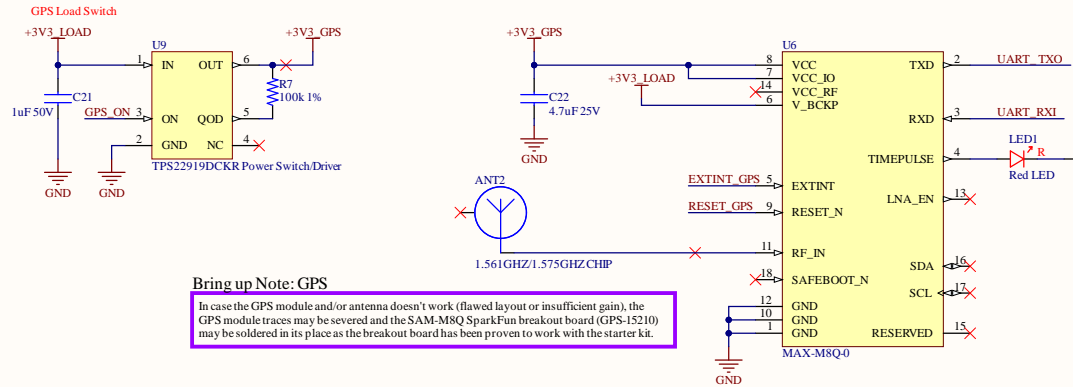 GPS Load Switch
+3V3_LOAD
U9
+3V3_GPS
1 IN OUT 6
R7
100k 1%
C21
1uF 50V
GPS_ON 3 ON QOD 5
2 GND NC 4
GND
GND
TPS22919DCKR Power Switch/Driver
+3V3_GPS
U6
8 VCC TXD 2 UART_TXO
7 VCC_IO
+3V3_LOAD
14 VCC_RF
6 V_BCKP
C22
4.7uF 25V
RXD 3 UART_RXI
GND
LED1
TIMEPULSE 4 R
Red LED
ANT2
EXTINT_GPS 5 EXTINT
LNA_EN 13
RESET_GPS 9 RESET_N
11 RF_IN
1.561GHZ/1.575GHZ CHIP
SDA 16
18 SAFEBOOT_N
SCL 17
12 GND
10 GND
1 GND
RESERVED 15
MAX-M8Q-0
GND
Bring up Note: GPS
In case the GPS module and/or antenna doesn't work (flawed layout or insufficient gain), the
GPS module traces may be severed and the SAM-M8Q SparkFun breakout board (GPS-15210)
may be soldered in its place as the breakout board has been proven to work with the starter kit.